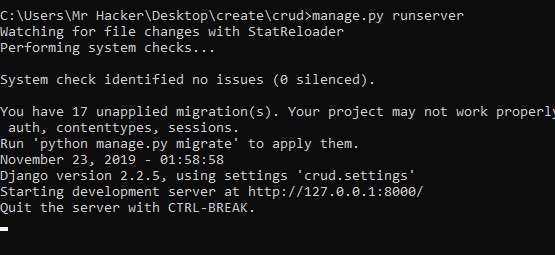 C:\Users\Mr Hacker\Desktop\create\crud>manage.py runserver
Watching for file changes with StatReloader
Performing system checks...
System check identified no issues (0 silenced).
You have 17 unapplied migration(s). Your project may not work properly
auth, contenttypes, sessions.
Run 'python manage.py migrate' to apply them.
November 23, 2019 - 01:58:58
Django version 2.2.5, using settings 'crud.settings'
Starting development server at http://127.0.0.1:8000/
Quit the server with CTRL-BREAK.